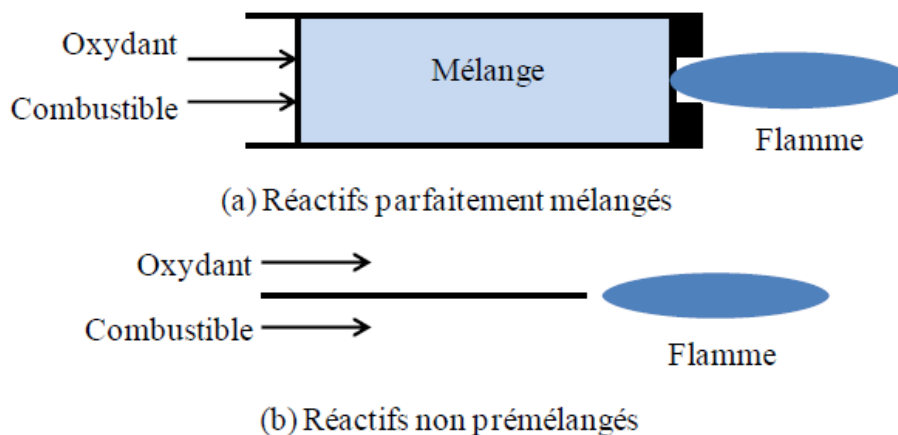 Oxydant
Combustible
Mélange
Flamme
(a) Réactifs parfaitement mélangés
Oxydant
Combustible
Flamme
(b) Réactifs non prémélangés